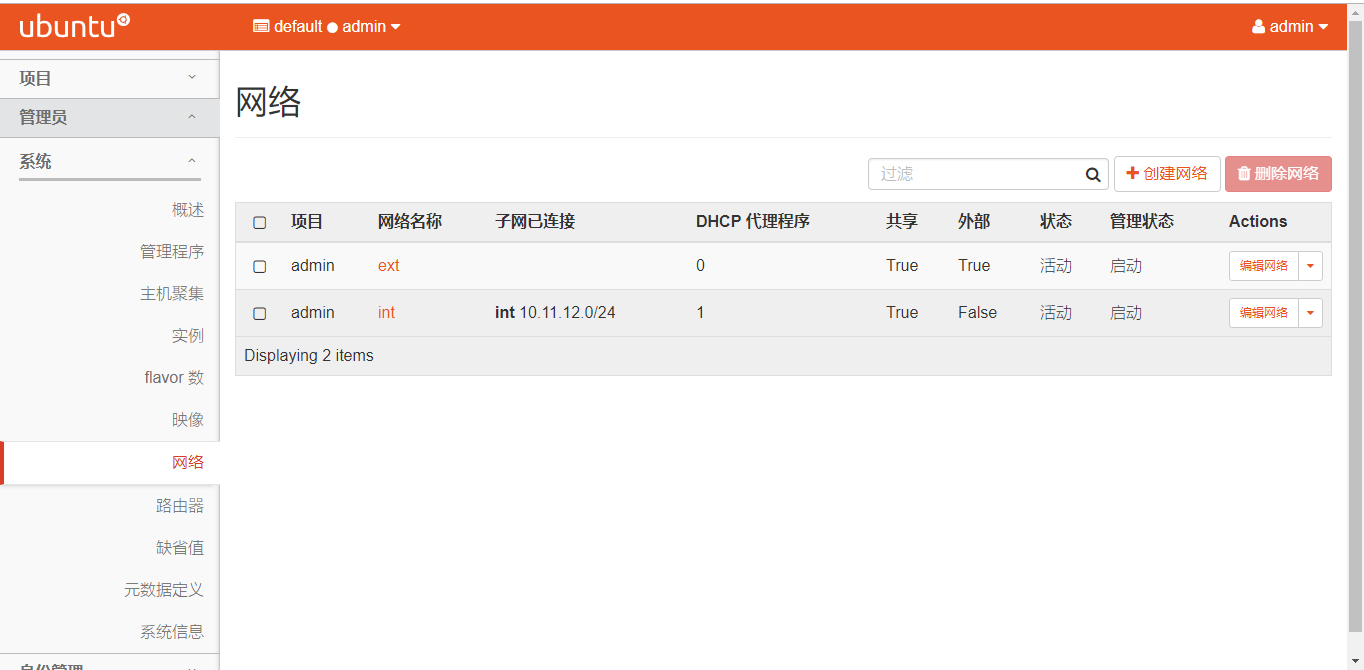 ubuntu
default ● admin
admin
项目
管理员
系统
概述
管理程序
主机聚集
实例
flavor 数
映像
网络
路由器
缺省值
元数据定义
系统信息
身份管理
网络
过滤
创建网络
删除网络
项目 网络名称 子网已连接 DHCP 代理程序 共享 外部 状态 管理状态 Actions
admin ext 0 True True 活动 启动 编辑网络
admin int int 10.11.12.0/24 1 True False 活动 启动 编辑网络
Displaying 2 items